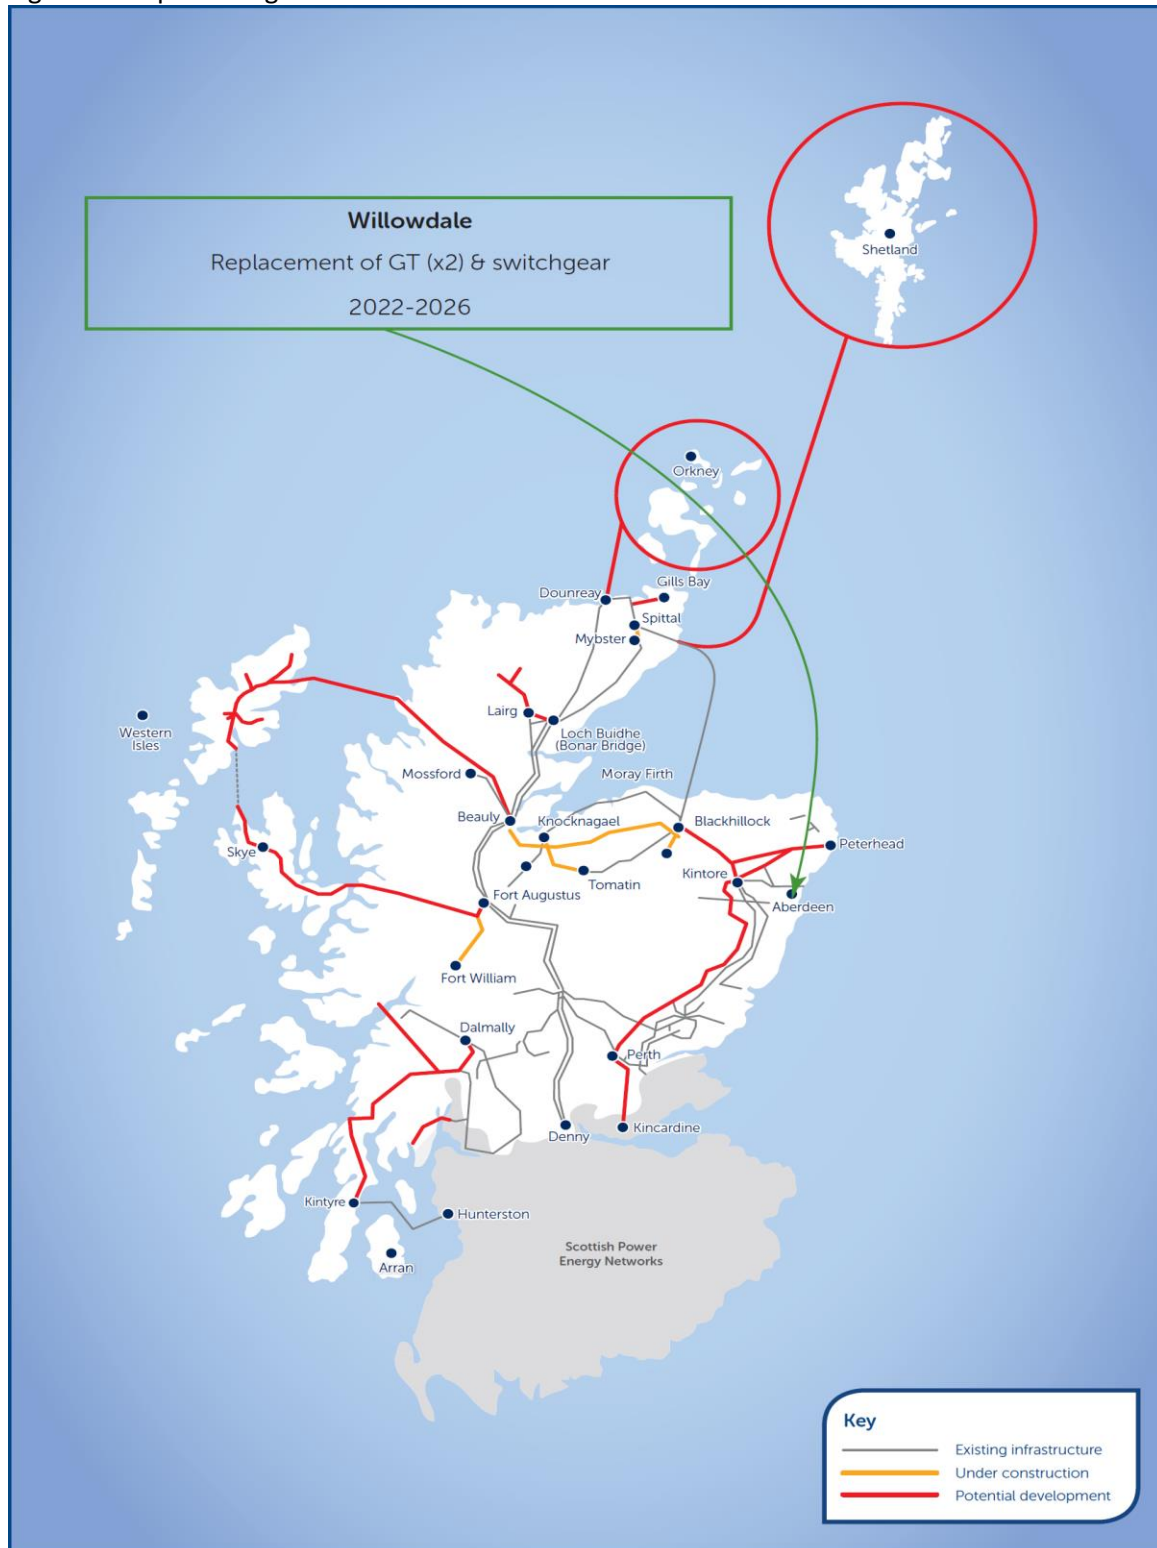 Willowdale
Replacement of GT (x2) & switchgear
2022-2026
Shetland
Orkney
Gills Bay
Dounreay
Spittal
Mybster
Lairg
Western
Isles
Loch Buidhe
(Bonar Bridge)
Mossford
Moray Firth
Beauly
Knocknagael
Blackhillock
Peterhead
Skye
Tomatin
Kintore
Fort Augustus
Aberdeen
Fort William
Dalmally
Perth
Denny
Kincardine
Kintyre
Hunterston
Arran
Scottish Power
Energy Networks
Key
Existing infrastructure
Under construction
Potential development